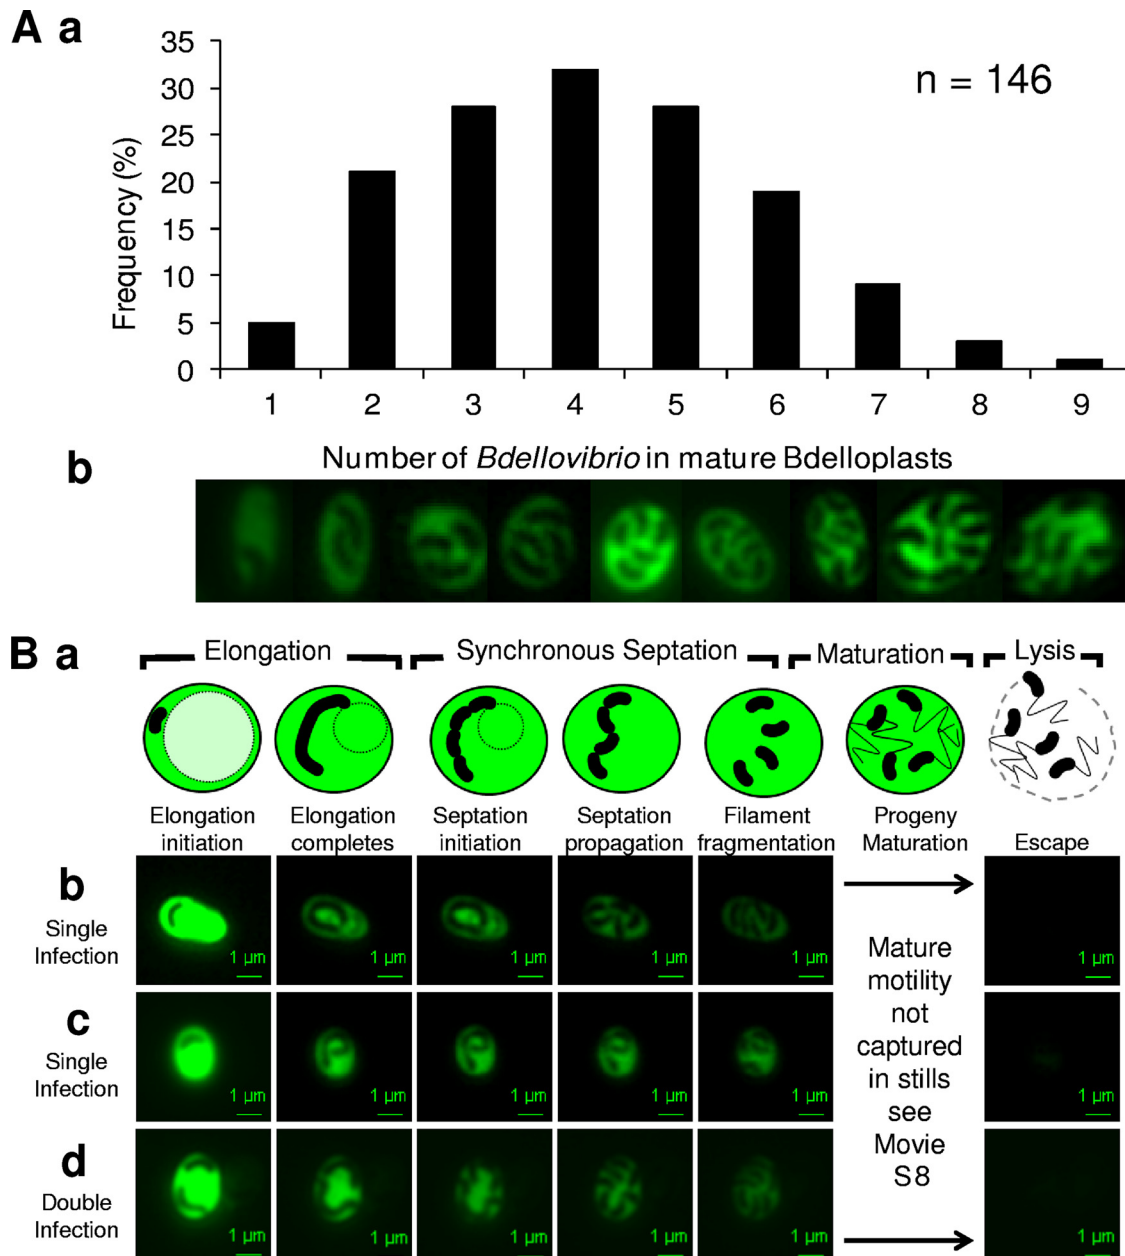 A a
35
30
25
20
15
10
5
0
Frequency (%)
n = 146
1 2 3 4 5 6 7 8 9
Number of Bdellovibrio in mature Bdelloplasts
b
B a
Elongation
Synchronous Septation
Maturation
Lysis
Elongation
initiation
Elongation
completes
Septation
initiation
Septation
propagation
Filament
fragmentation
Progeny
Maturation
Escape
b
Single
Infection
1 µm
1 µm
1 µm
1 µm
1 µm
1 µm
c
Single
Infection
1 µm
1 µm
1 µm
1 µm
1 µm
1 µm
d
Double
Infection
1 µm
1 µm
1 µm
1 µm
1 µm
1 µm
Mature
motility
not
captured
in stills
see
Movie
S8